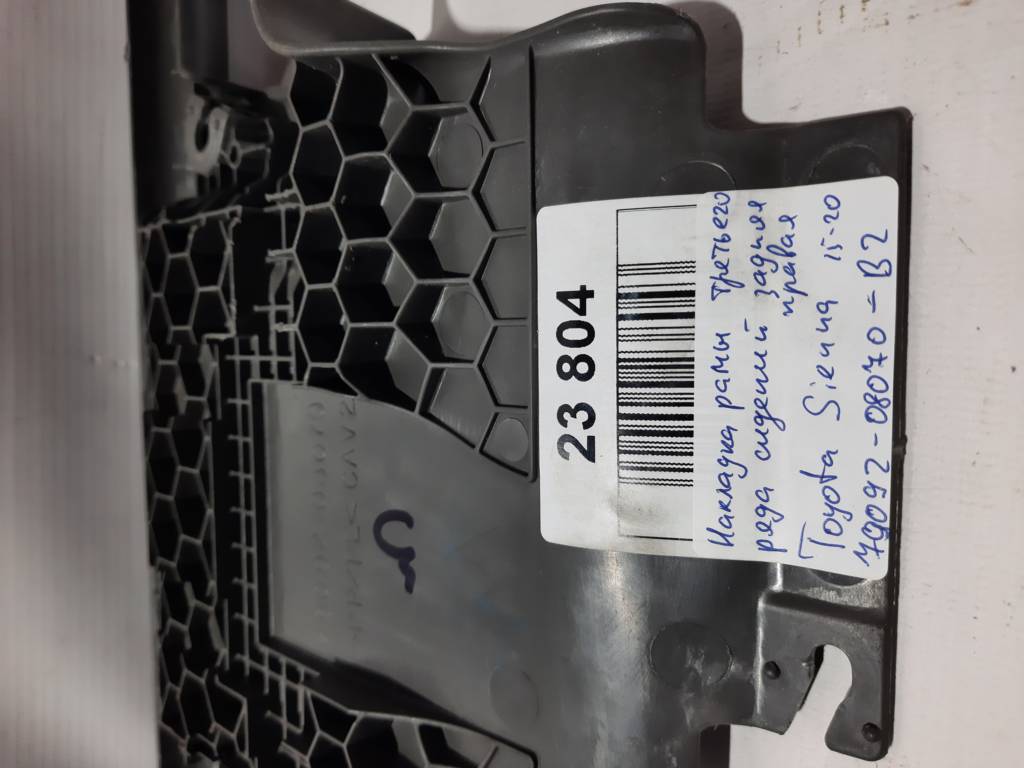 23 804
Накладка рамы третьего
ряда сидений задняя
правая
Toyota Sienna 15-20
79092-08070-B2